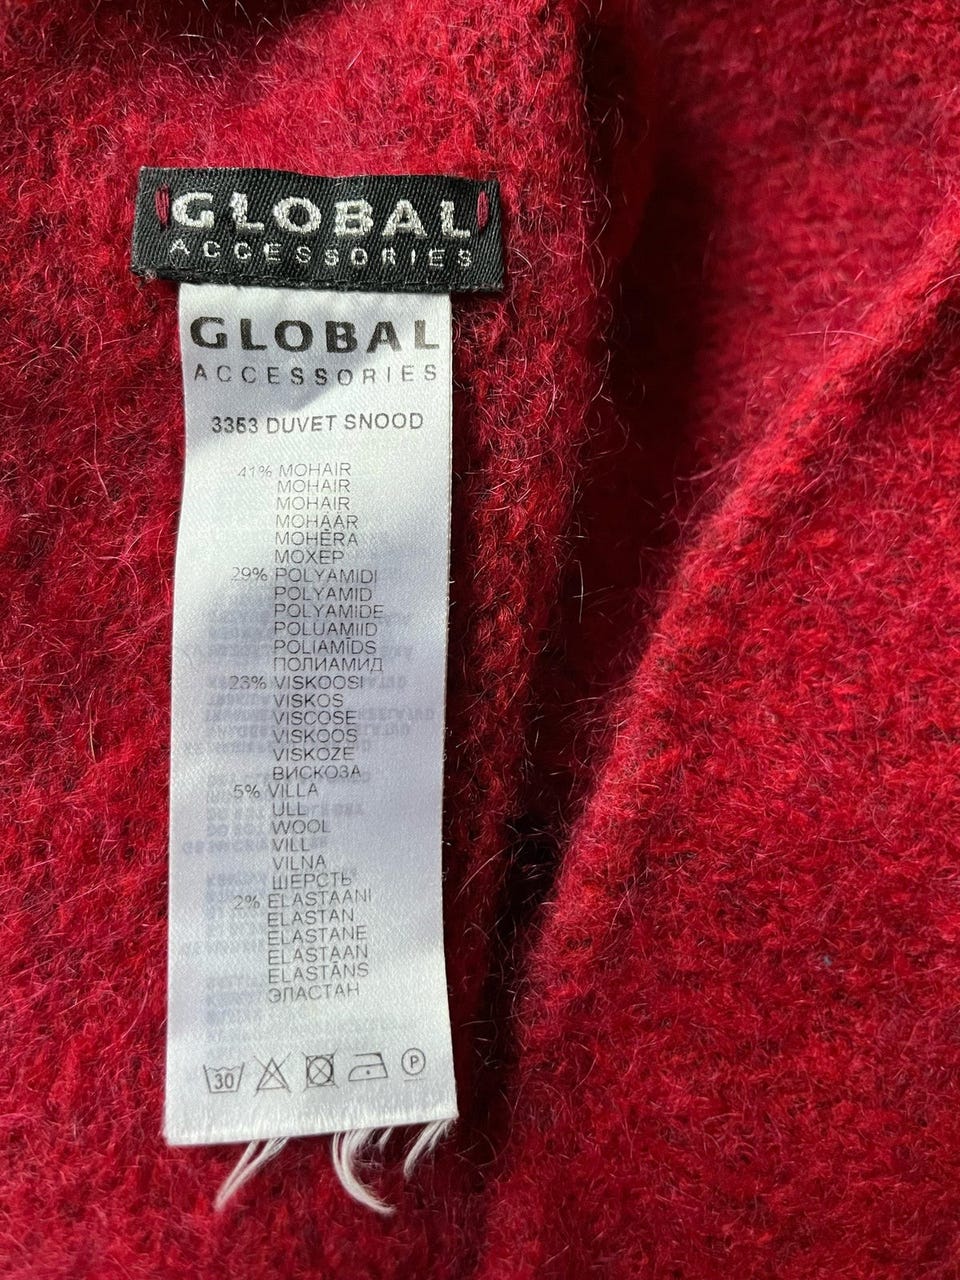 GLOBAL
ACCESSORIES
GLOBAL
ACCESSORIES
3353 DUVET SNOOD
41% MOHAIR
MOHAIR
MOHAIR
MOHÄÄR
MOHĒRA
МОХЕР
29% POLYAMIDI
POLYAMID
POLYAMIDE
POLUAMIID
POLIAMĪDS
ПОЛИАМИД
23% VISKOOSI
VISKOS
VISCOSE
VISKOOS
VISKOZE
ВИСКОЗА
5% VILLA
ULL
WOOL
VILL
VILNA
ШЕРСТЬ
2% ELASTAANI
ELASTAN
ELASTANE
ELASTAAN
ELASTĀNS
ЭЛАСТАН
30 P